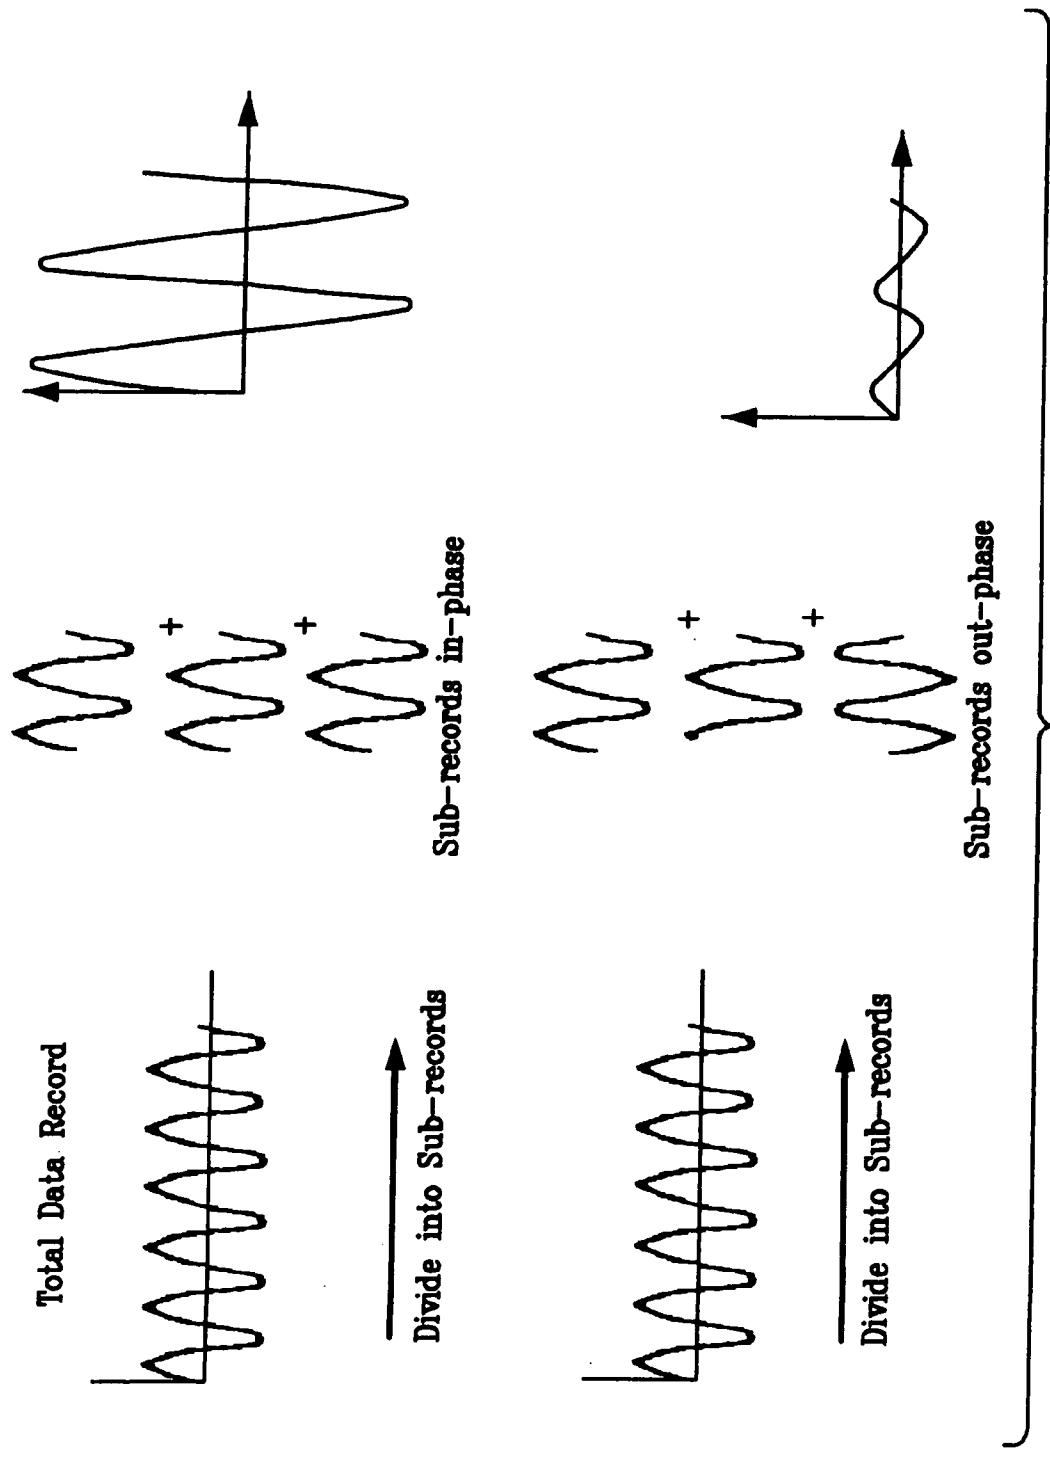 Total Data Record
Divide into Sub-records
+
+
Sub-records in-phase
Divide into Sub-records
+
+
Sub-records out-phase